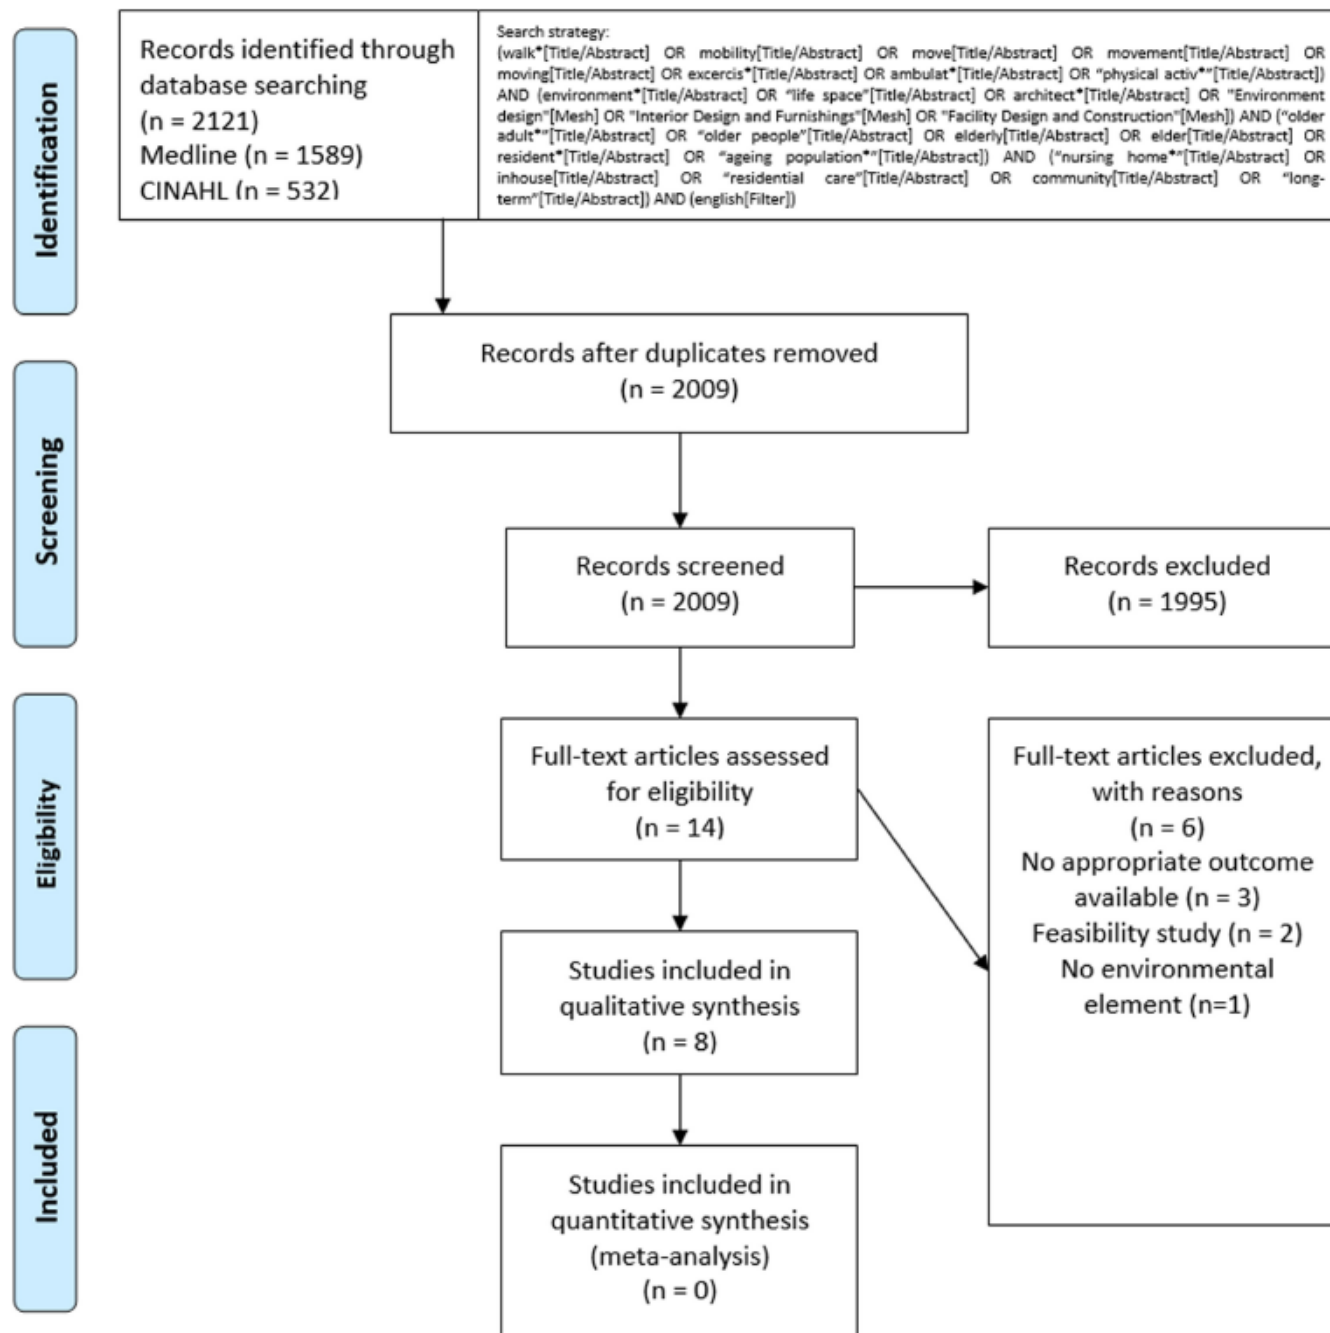 Identification
Records identified through
database searching
(n = 2121)
Medline (n = 1589)
CINAHL (n = 532)
Search strategy:
(walk*[Title/Abstract] OR mobility[Title/Abstract] OR move[Title/Abstract] OR movement[Title/Abstract] OR
moving[Title/Abstract] OR excercis*[Title/Abstract] OR ambulat*[Title/Abstract] OR “physical activ*”[Title/Abstract])
AND (environment*[Title/Abstract] OR “life space”[Title/Abstract] OR architect*[Title/Abstract] OR "Environment
design"[Mesh] OR "Interior Design and Furnishings"[Mesh] OR "Facility Design and Construction"[Mesh]) AND (“older
adult*”[Title/Abstract] OR “older people”[Title/Abstract] OR elderly[Title/Abstract] OR elder[Title/Abstract] OR
resident*[Title/Abstract] OR “ageing population*”[Title/Abstract]) AND (“nursing home*”[Title/Abstract] OR
inhouse[Title/Abstract] OR “residential care”[Title/Abstract] OR community[Title/Abstract] OR “long-
term”[Title/Abstract]) AND (english[Filter])
Records after duplicates removed
(n = 2009)
Screening
Records screened
(n = 2009)
Records excluded
(n = 1995)
Eligibility
Full-text articles assessed
for eligibility
(n = 14)
Full-text articles excluded,
with reasons
(n = 6)
No appropriate outcome
available (n = 3)
Feasibility study (n = 2)
No environmental
element (n=1)
Studies included in
qualitative synthesis
(n = 8)
Included
Studies included in
quantitative synthesis
(meta-analysis)
(n = 0)